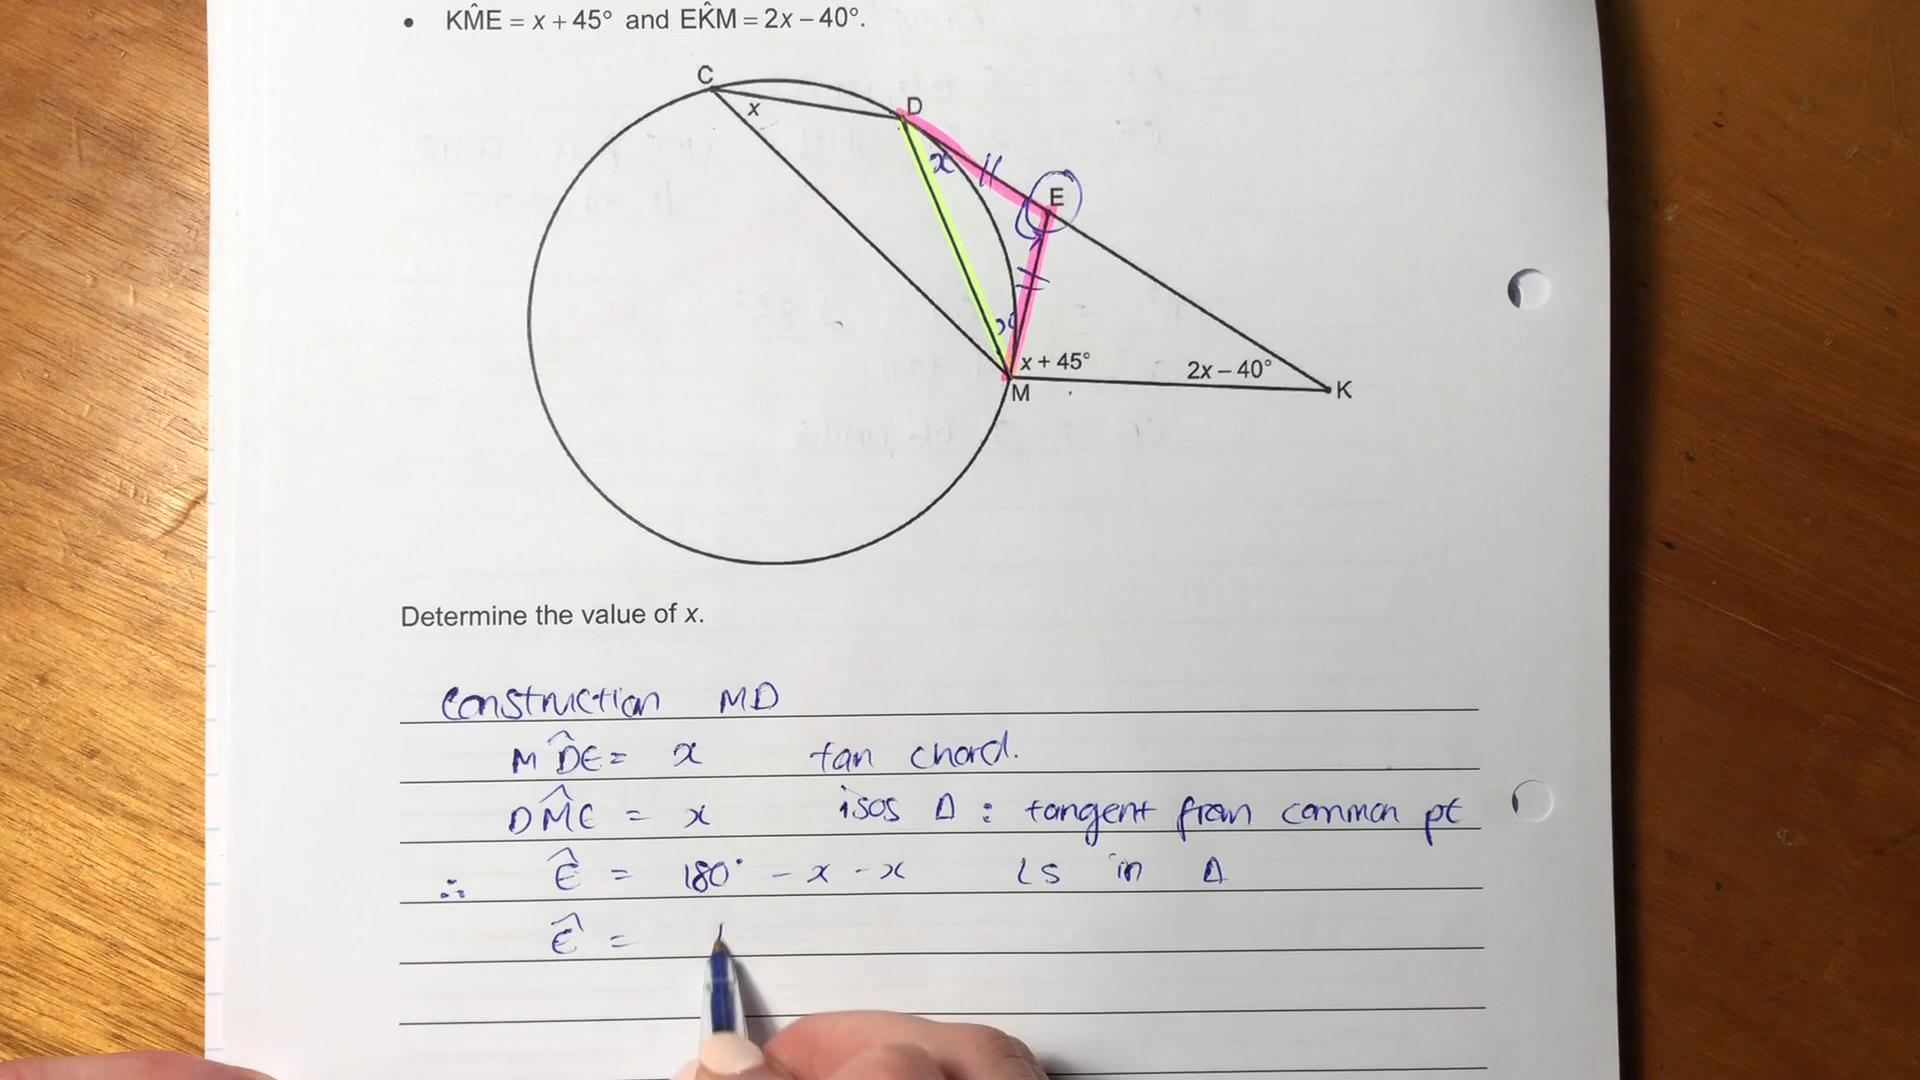 • KM̂E = x + 45° and EK̂M = 2x – 40°.
C
x
D
x
E
x
x + 45°
2x – 40°
M
K
Determine the value of x.
construction MD
MD̂E = x tan chord.
DM̂E = x isos Δ : tangent from common pt
∴ Ê = 180° - x - x ∠s in Δ
Ê =